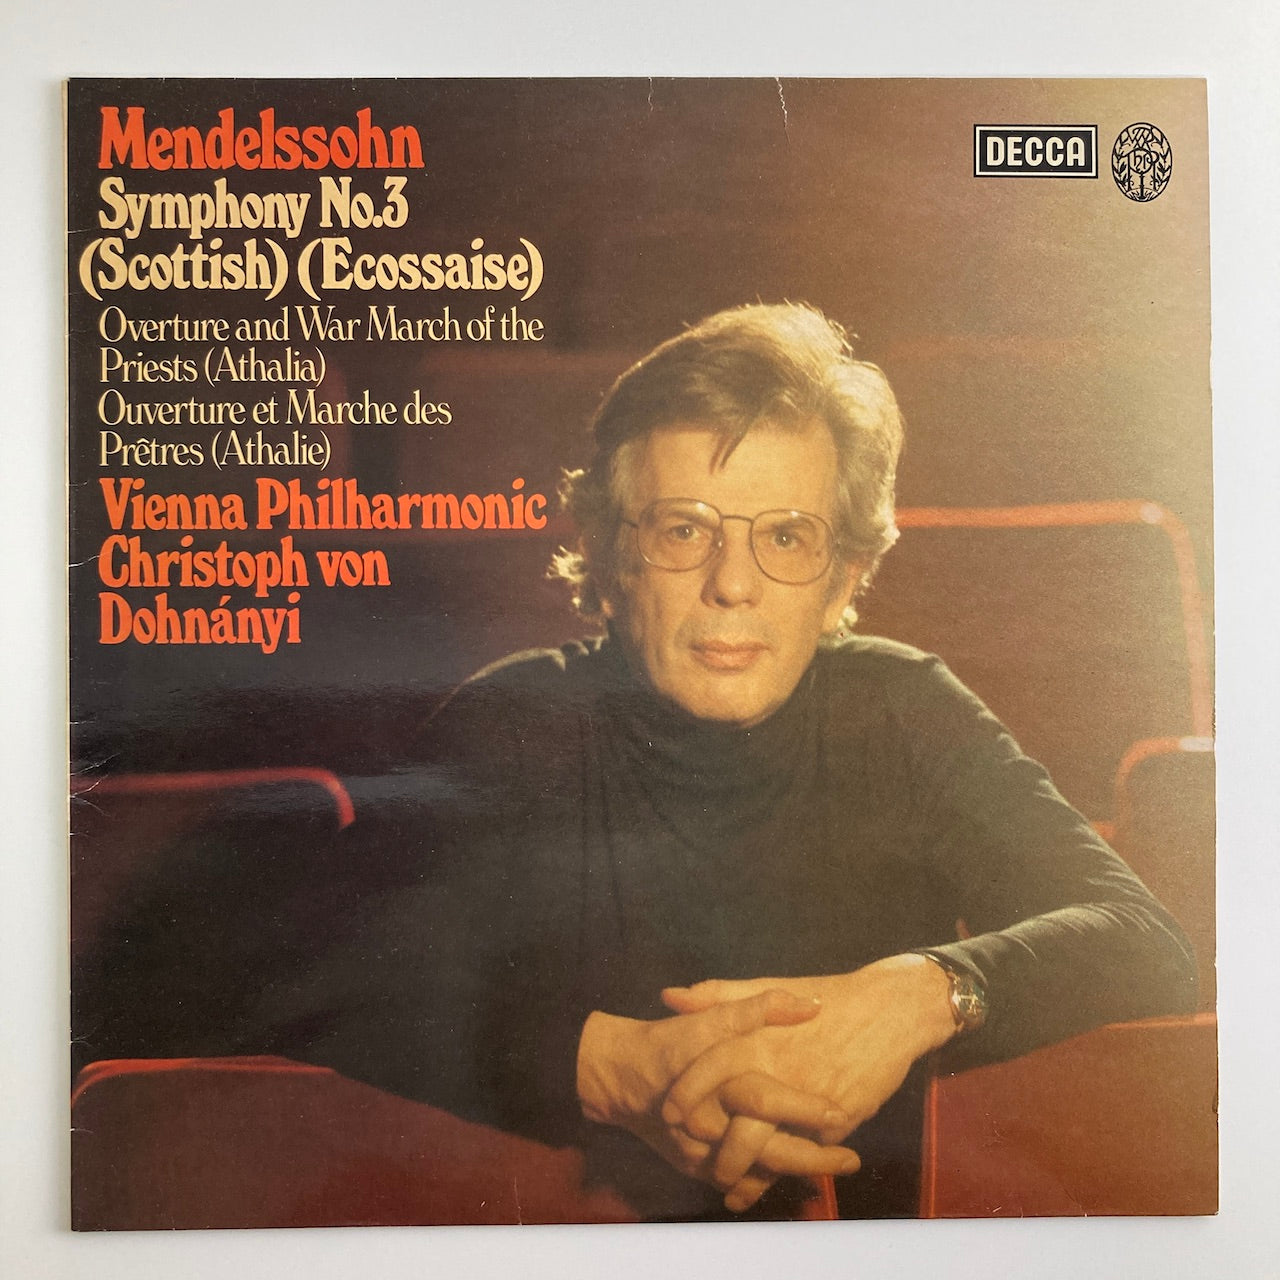 Mendelssohn
Symphony No.3
(Scottish) (Ecossaise)
Overture and War March of the
Priests (Athalia)
Ouverture et Marche des
Prêtres (Athalie)
Vienna Philharmonic
Christoph von
Dohnányi
DECCA